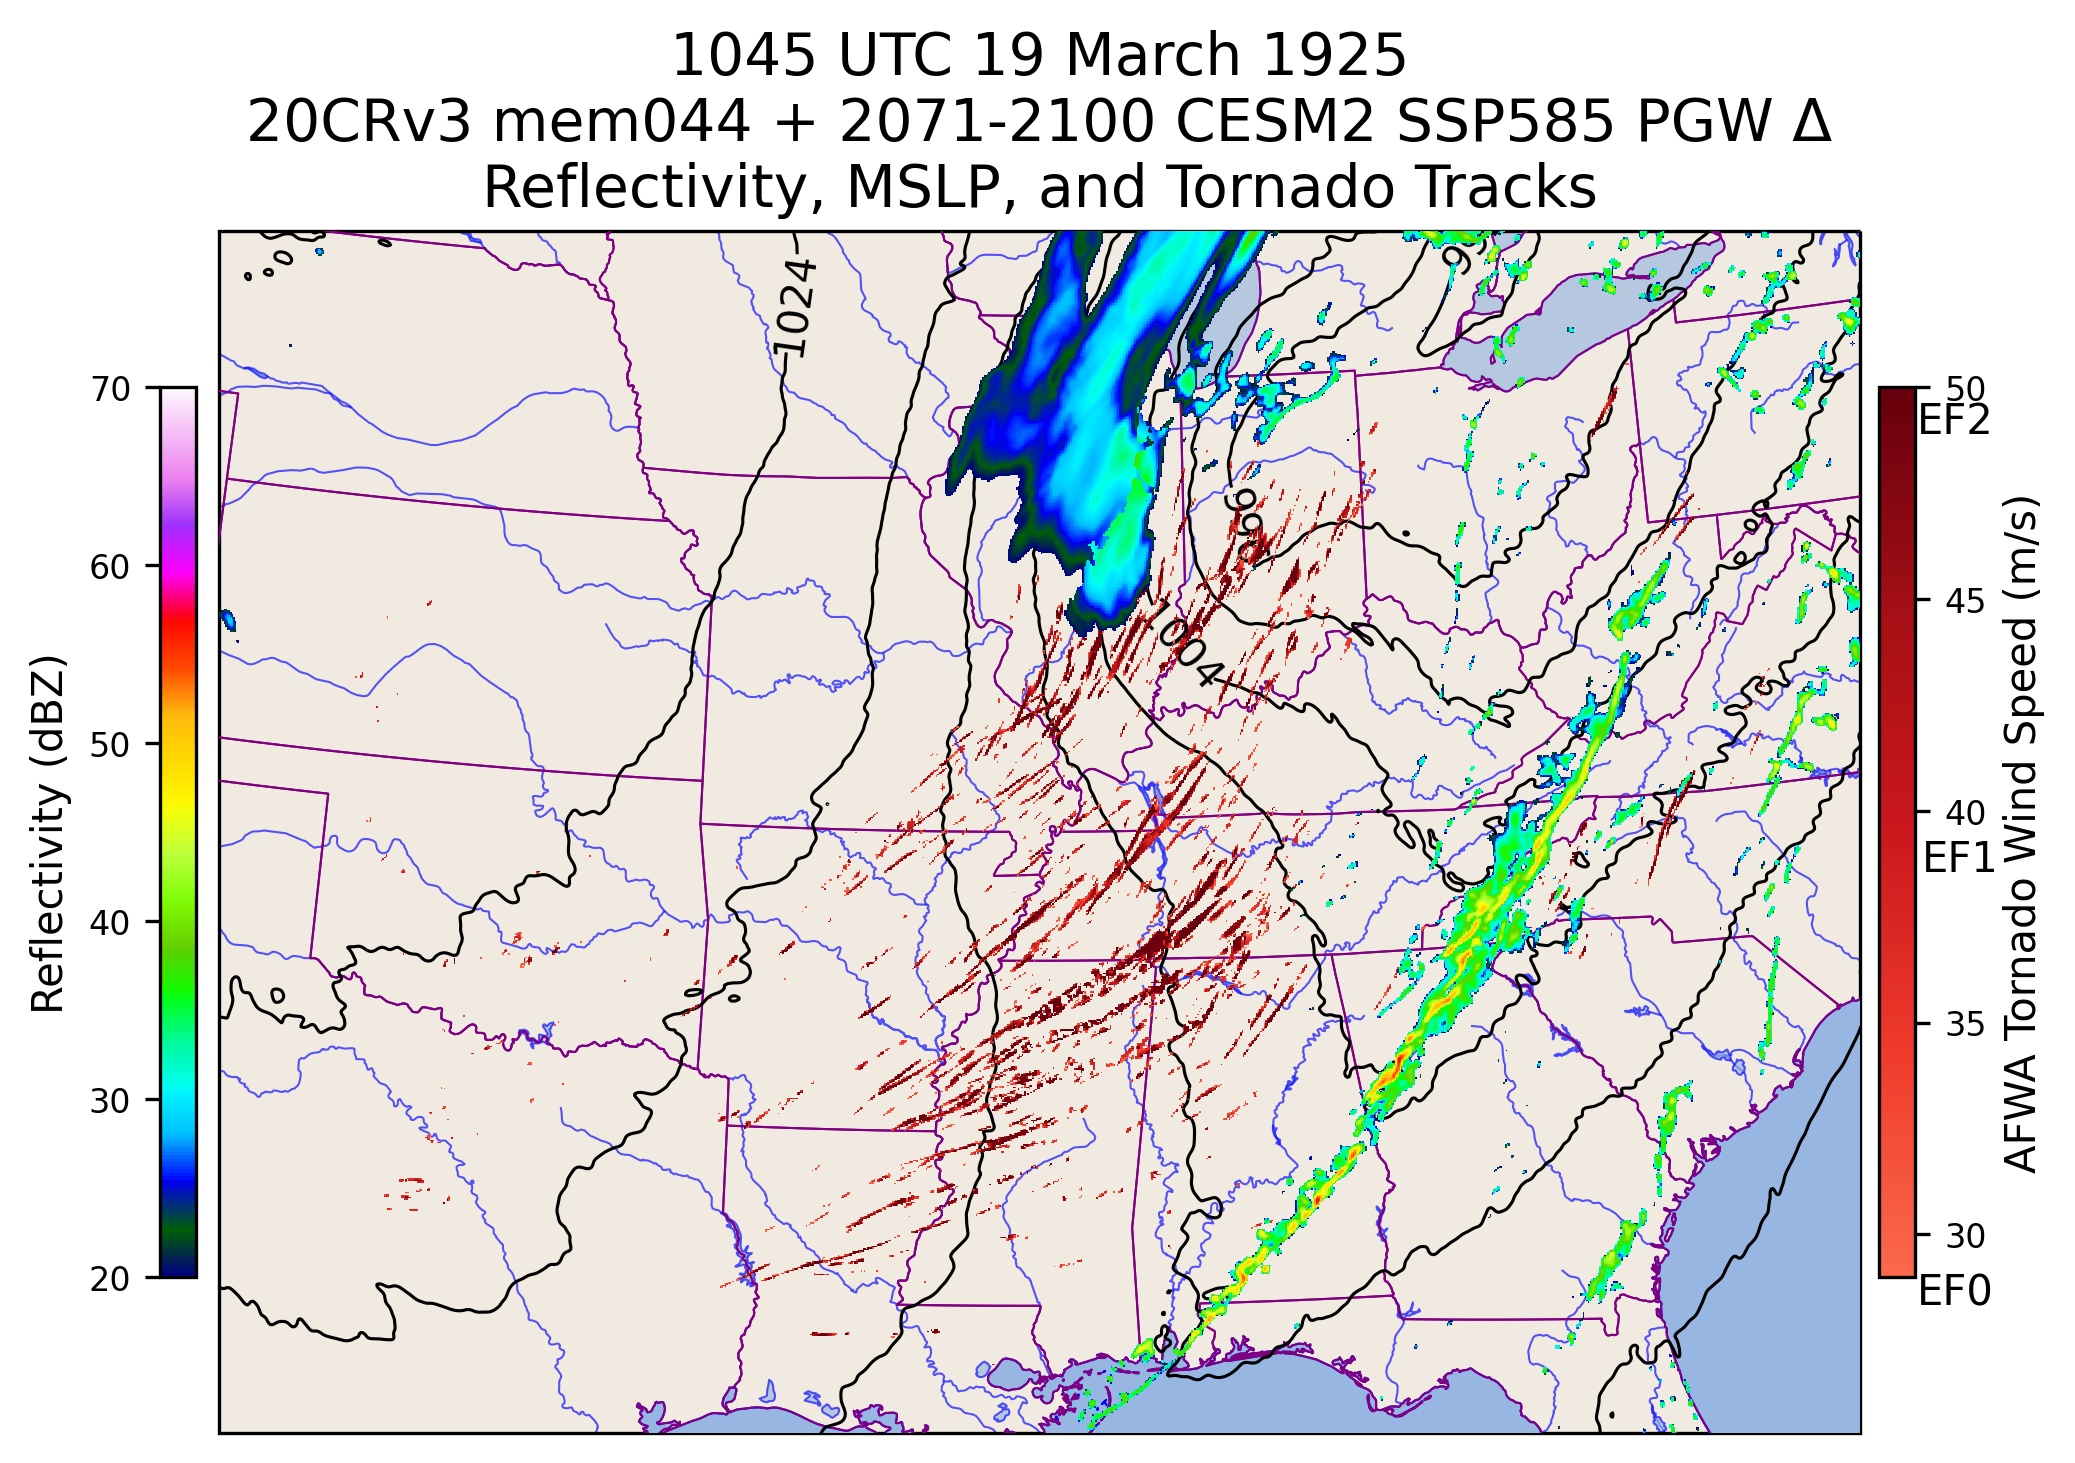 1045 UTC 19 March 1925
20CRv3 mem044 + 2071-2100 CESM2 SSP585 PGW Δ
Reflectivity, MSLP, and Tornado Tracks
1024
1004
70
60
50
40
30
20
Reflectivity (dBZ)
50
EF2
45
40
EF1
35
30
EF0
AFWA Tornado Wind Speed (m/s)